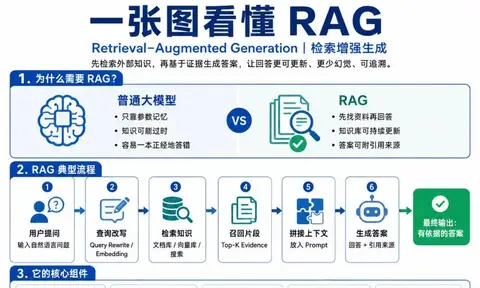 一张图看懂 RAG
Retrieval-Augmented Generation｜检索增强生成
先检索外部知识，再基于证据生成答案，让回答更可更新、更少幻觉、可追溯。
1. 为什么需要 RAG？
普通大模型
• 只靠参数记忆
• 知识可能过时
• 容易一本正经地答错
VS
RAG
• 先找资料再回答
• 知识库可持续更新
• 答案可附引用来源
2. RAG 典型流程
1
用户提问
输入自然语言问题
2
查询改写
Query Rewrite /
Embedding
3
检索知识
文档库 / 向量库 /
搜索
4
召回片段
Top-K Evidence
5
拼接上下文
放入 Prompt
6
生成答案
回答 + 引用来源
最终输出：
有依据的答案
3. 它的核心组件